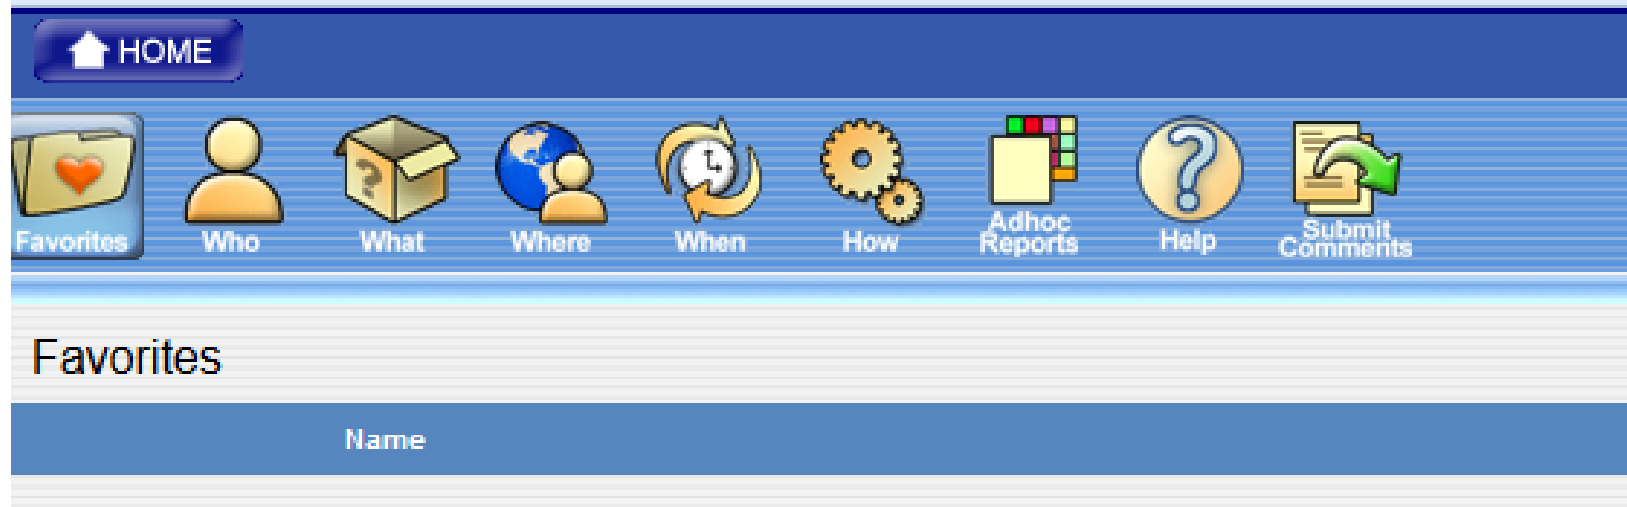 HOME
Favorites
Who
What
Where
When
How
Adhoc
Reports
Help
Submit
Comments
Favorites
Name